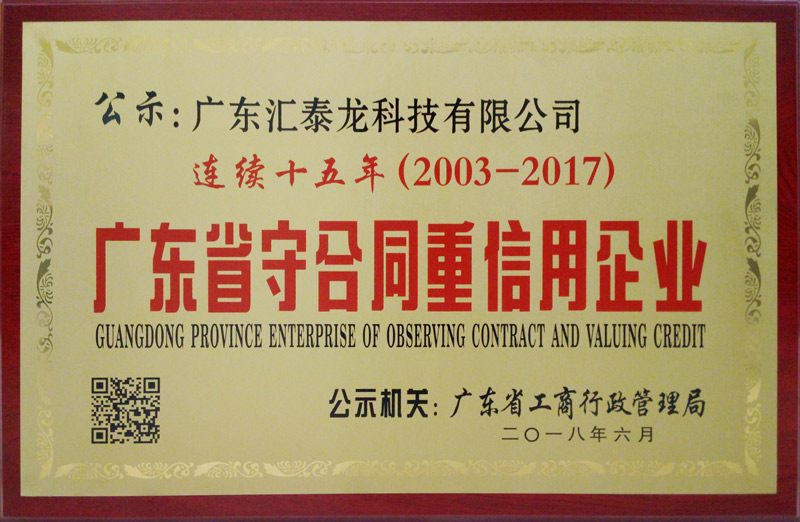 公示：广东汇泰龙科技有限公司
连续十五年(2003-2017)
广东省守合同重信用企业
GUANGDONG PROVINCE ENTERPRISE OF OBSERVING CONTRACT AND VALUING CREDIT
公示机关：广东省工商行政管理局
二〇一八年六月